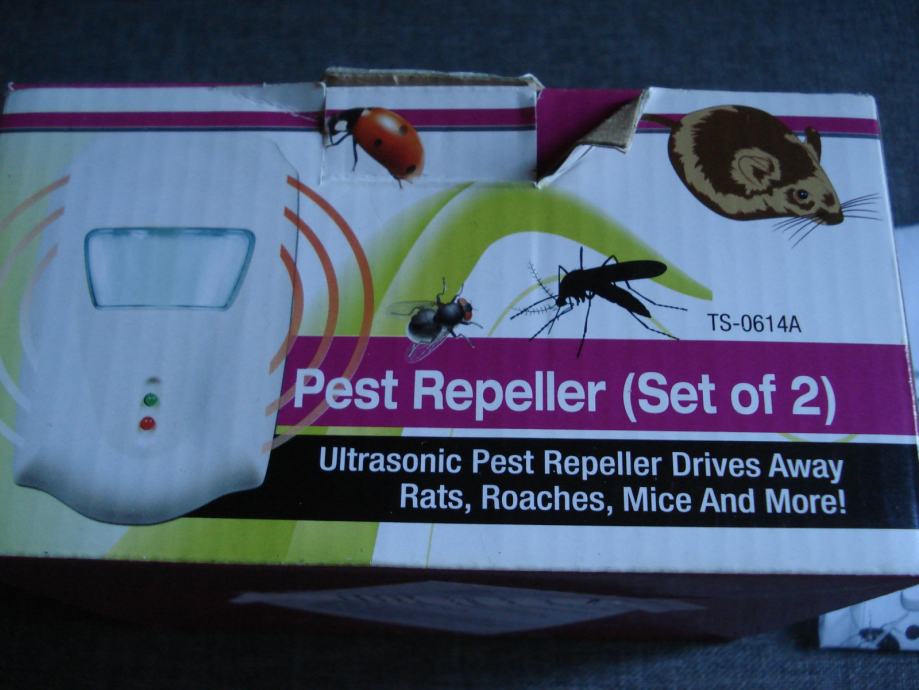 TS-0614A
Pest Repeller (Set of 2)
Ultrasonic Pest Repeller Drives Away
Rats, Roaches, Mice And More!